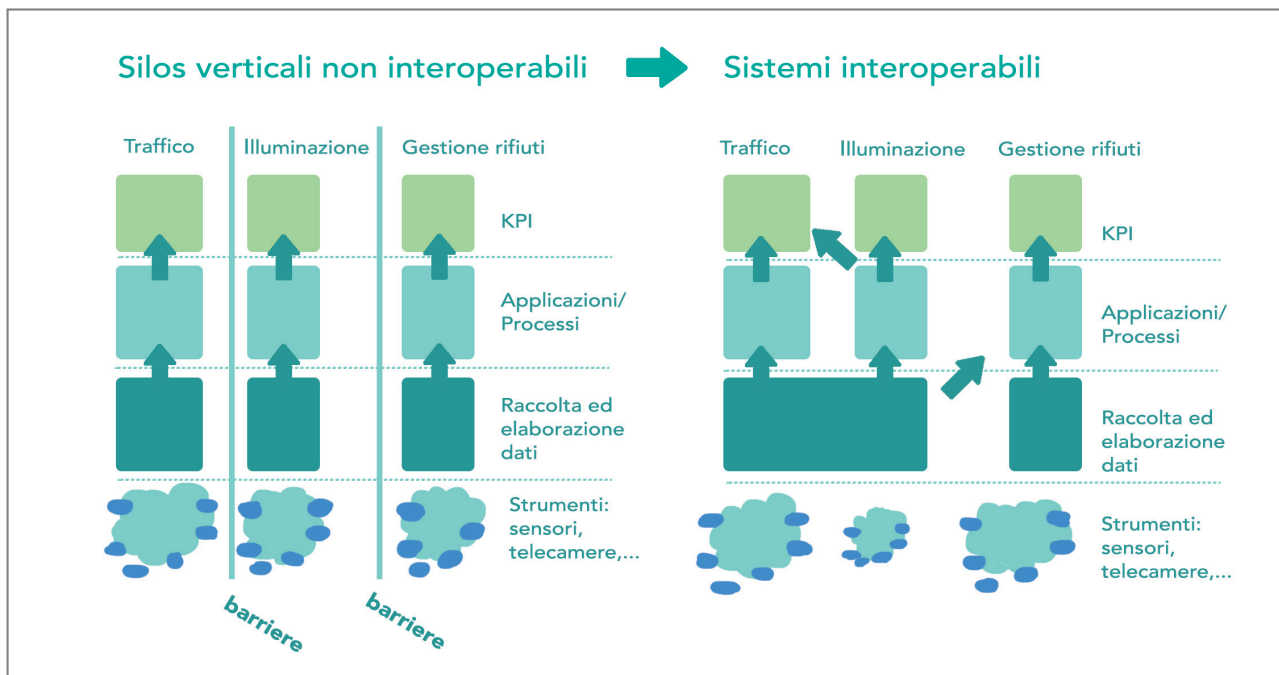 Silos verticali non interoperabili
Sistemi interoperabili
Traffico
Illuminazione
Gestione rifiuti
KPI
Applicazioni/
Processi
Raccolta ed
elaborazione
dati
Strumenti:
sensori,
telecamere,...
barriere
barriere
Traffico
Illuminazione
Gestione rifiuti
KPI
Applicazioni/
Processi
Raccolta ed
elaborazione
dati
Strumenti:
sensori,
telecamere,...